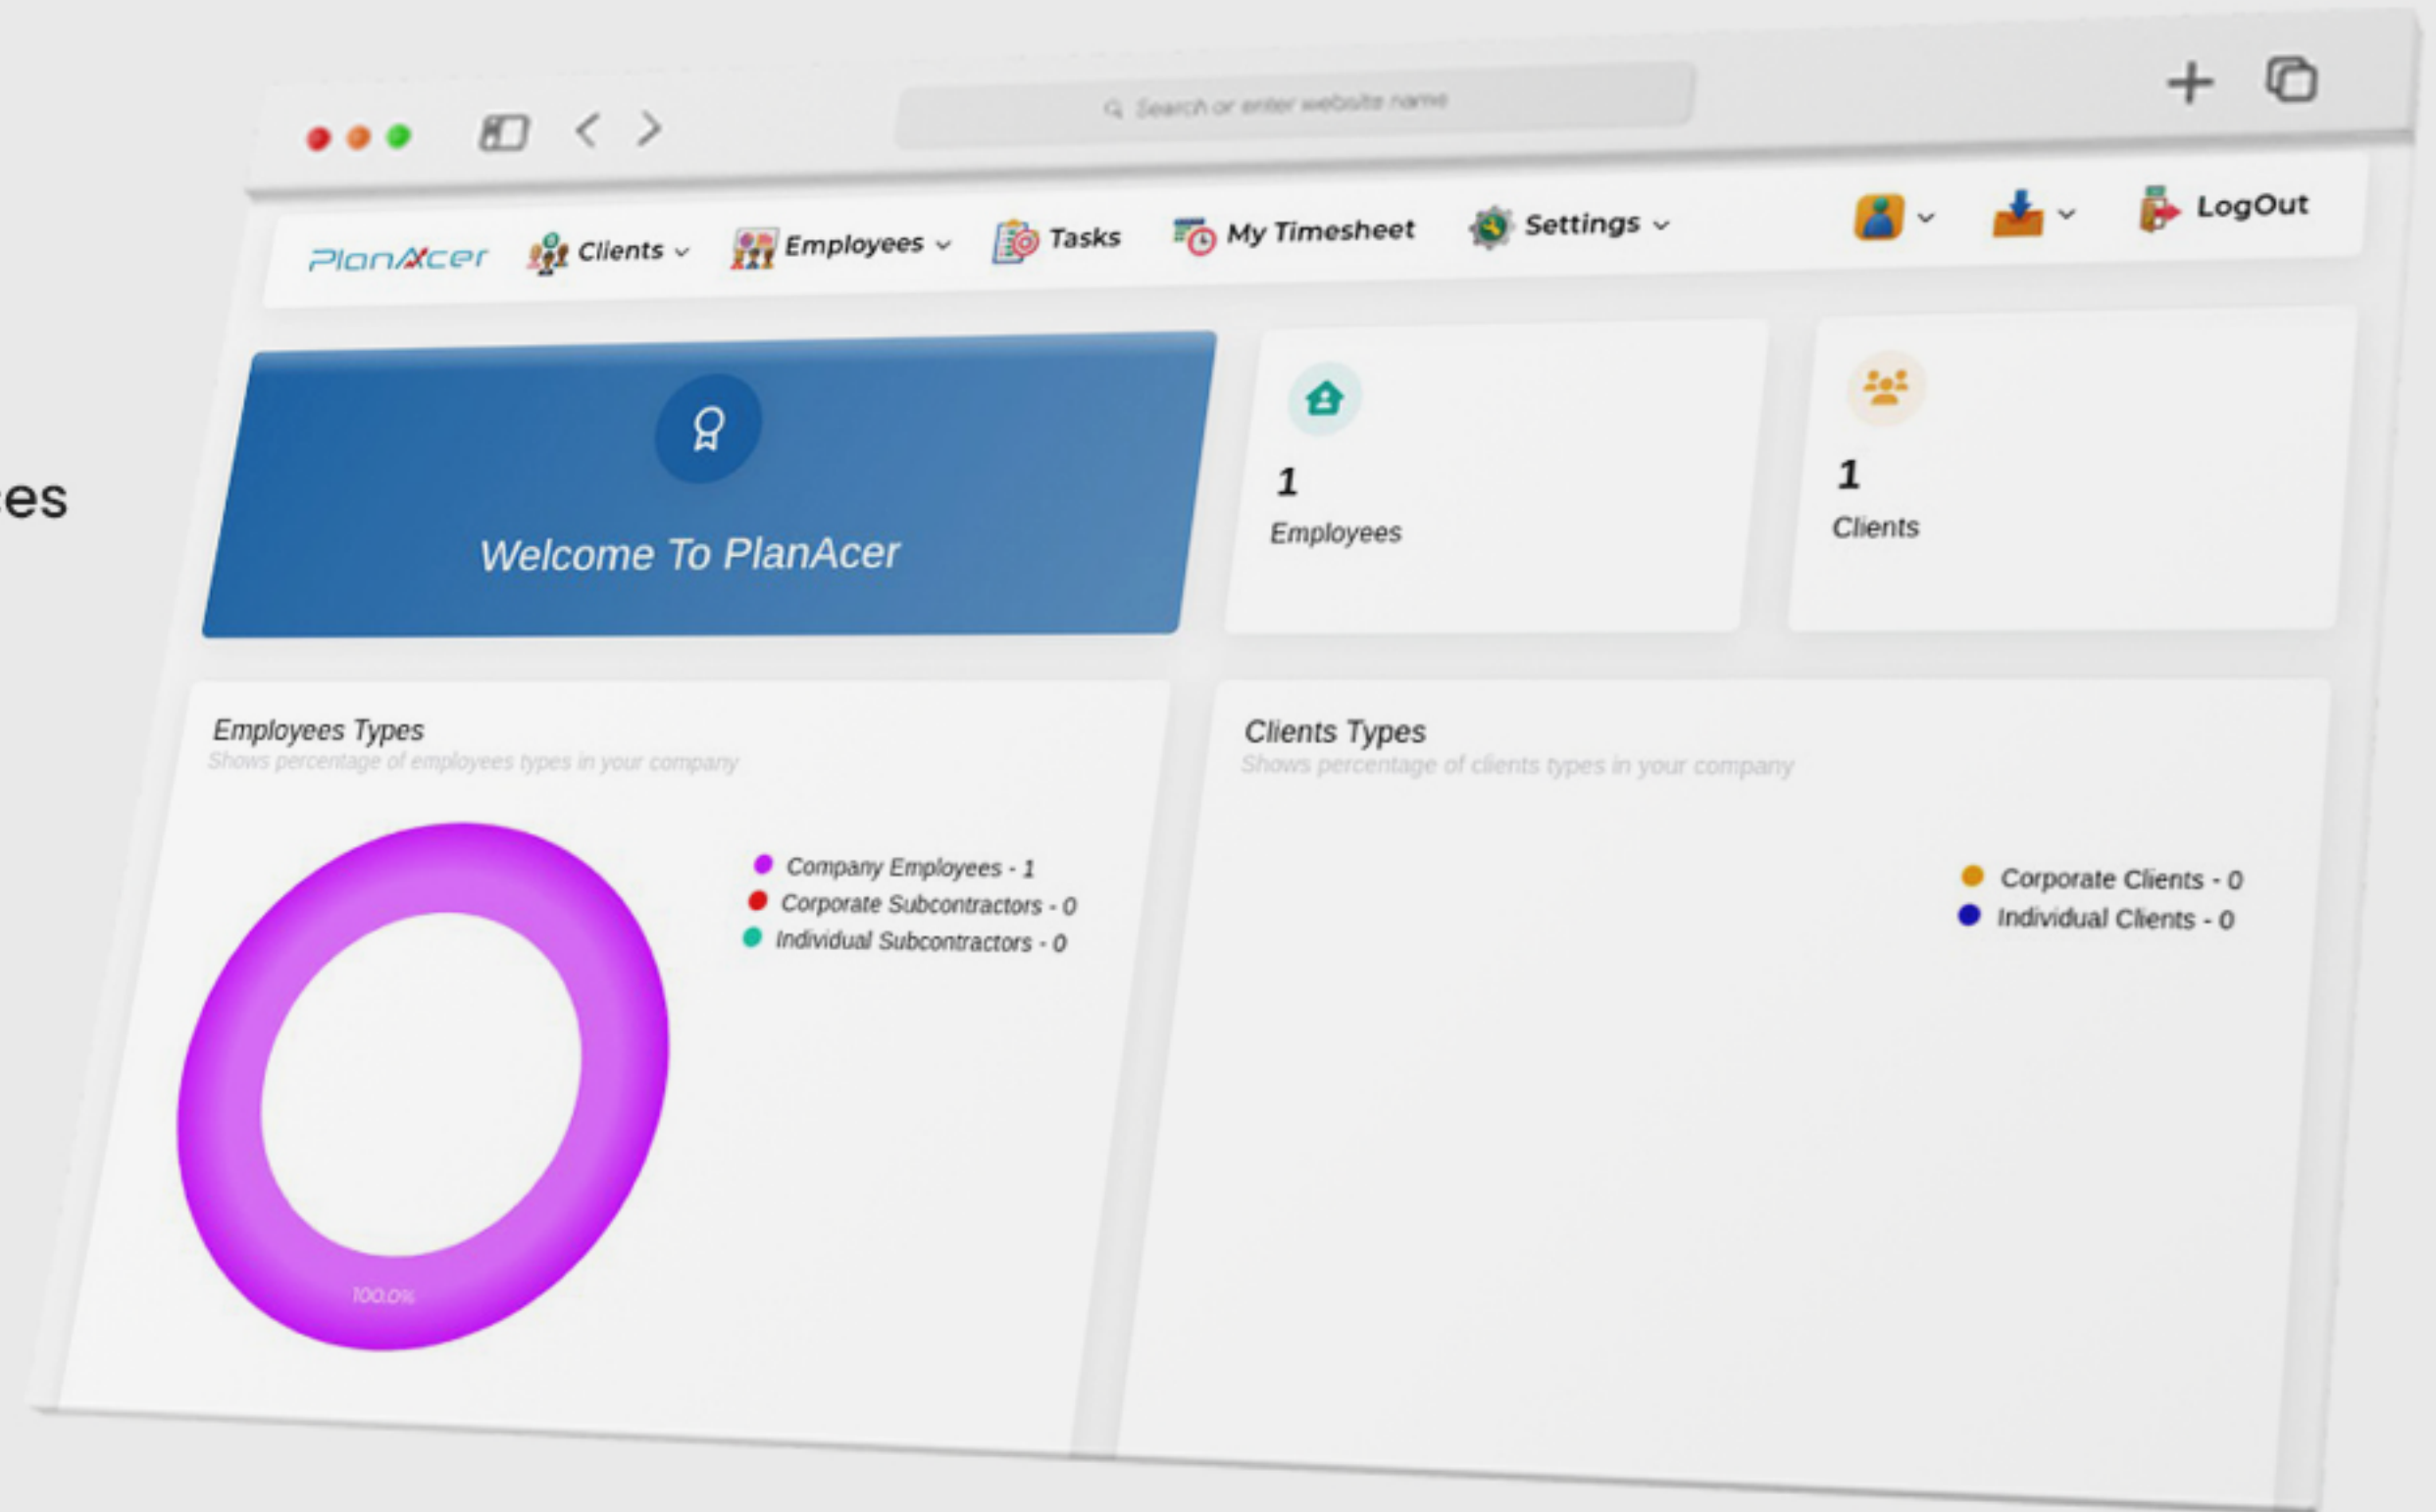 Search or enter website name
PlanAcer Clients Employees Tasks My Timesheet Settings LogOut
ces
Welcome To PlanAcer
1
Employees
1
Clients
Employees Types
Shows percentage of employees types in your company
Company Employees - 1
Corporate Subcontractors - 0
Individual Subcontractors - 0
100.0%
Clients Types
Shows percentage of clients types in your company
Corporate Clients - 0
Individual Clients - 0